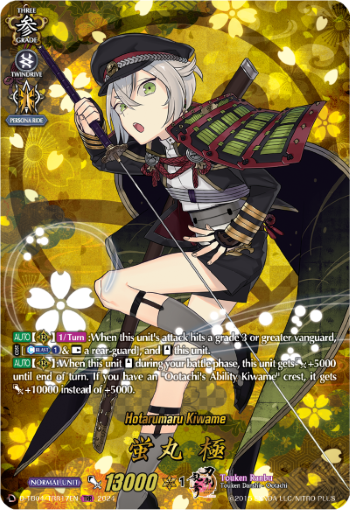 THREE
参
GRADE
TWINDRIVE
PERSONA RIDE
AUTO 1/Turn :When this unit's attack hits a grade 3 or greater vanguard,
1 & a rear-guard), and this unit.
AUTO :When this unit during your battle phase, this unit gets +5000
until end of turn. If you have an "Ootachi's Ability Kiwame" crest, it gets
+10000 instead of +5000.
Hotarumaru Kiwame
蛍丸 極
NORMAL UNIT
13000
1
Touken Ranbu